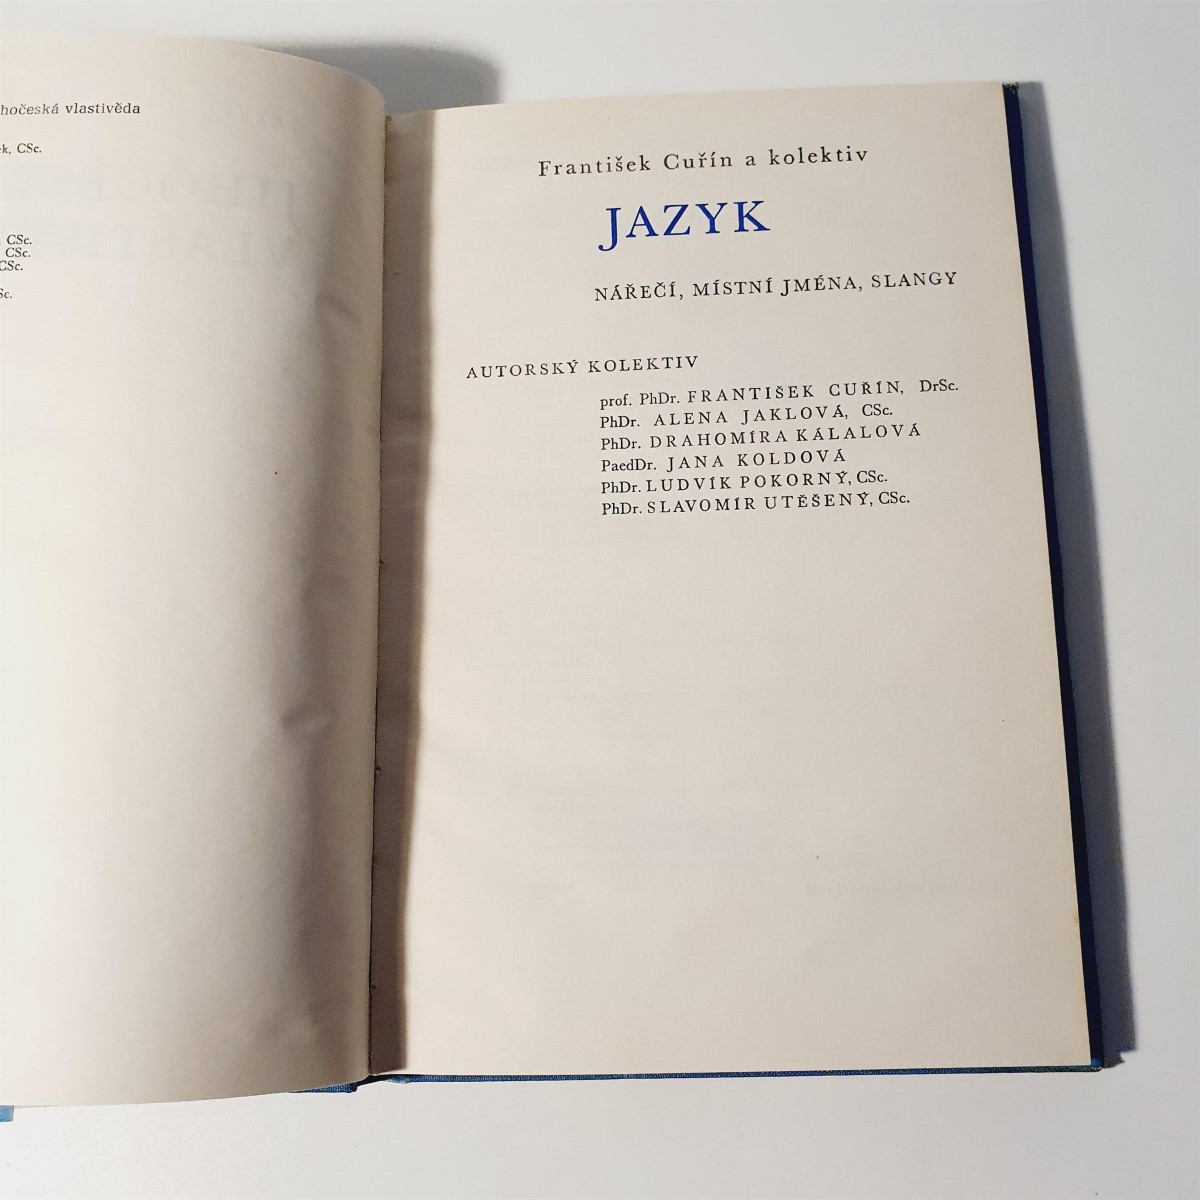 hočeská vlastivěda
k, CSc.
, CSc.
CSc.
CSc.
Sc.
František Cuřín a kolektiv
JAZYK
NÁŘEČÍ, MÍSTNÍ JMÉNA, SLANGY
AUTORSKÝ KOLEKTIV
prof. PhDr. FRANTIŠEK CUŘÍN, DrSc.
PhDr. ALENA JAKLOVÁ, CSc.
PhDr. DRAHOMÍRA KÁLALOVÁ
PaedDr. JANA KOLDOVÁ
PhDr. LUDVÍK POKORNÝ, CSc.
PhDr. SLAVOMÍR UTĚŠENÝ, CSc.